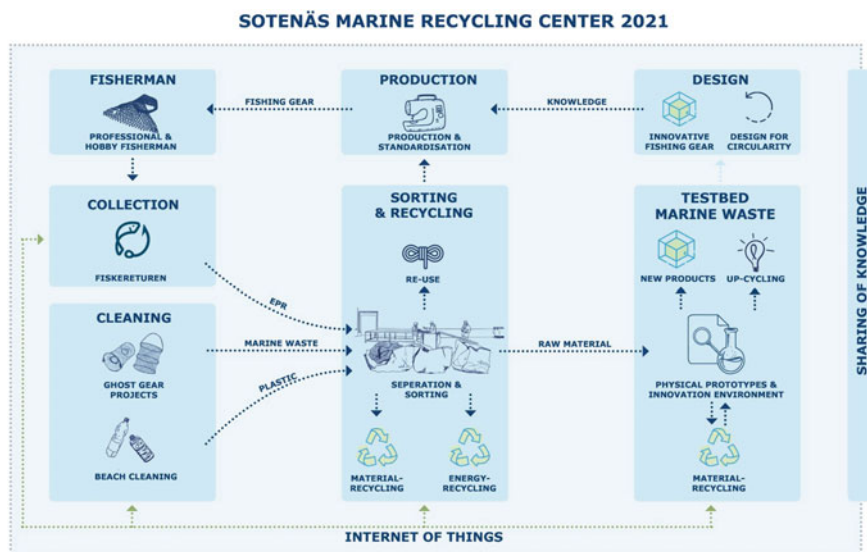 SOTENÄS MARINE RECYCLING CENTER 2021
FISHERMAN
PROFESSIONAL &
HOBBY FISHERMAN
FISHING GEAR
PRODUCTION
PRODUCTION &
STANDARDISATION
KNOWLEDGE
DESIGN
INNOVATIVE
FISHING GEAR
DESIGN FOR
CIRCULARITY
COLLECTION
FISKERETUREN
EPR
CLEANING
GHOST GEAR
PROJECTS
BEACH CLEANING
MARINE WASTE
PLASTIC
SORTING
& RECYCLING
RE-USE
SEPERATION &
SORTING
MATERIAL-
RECYCLING
ENERGY-
RECYCLING
RAW MATERIAL
TESTBED
MARINE WASTE
NEW PRODUCTS
UP-CYCLING
PHYSICAL PROTOTYPES &
INNOVATION ENVIRONMENT
MATERIAL-
RECYCLING
INTERNET OF THINGS
SHARING OF KNOWLEDGE